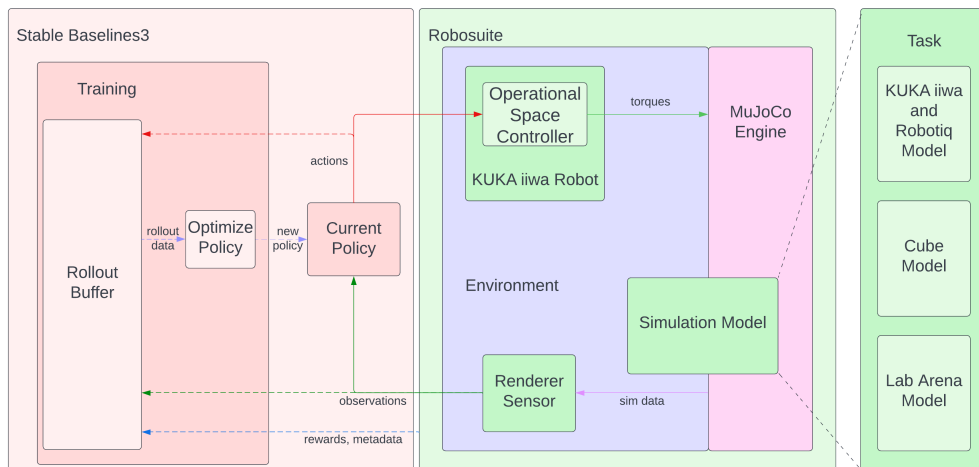 Stable Baselines3
Training
Rollout
Buffer
rollout
data
Optimize
Policy
new
policy
Current
Policy
actions
observations
rewards, metadata
Robosuite
Operational
Space
Controller
KUKA iiwa Robot
torques
MuJoCo
Engine
Environment
Simulation Model
Renderer
Sensor
sim data
Task
KUKA iiwa
and
Robotiq
Model
Cube
Model
Lab Arena
Model